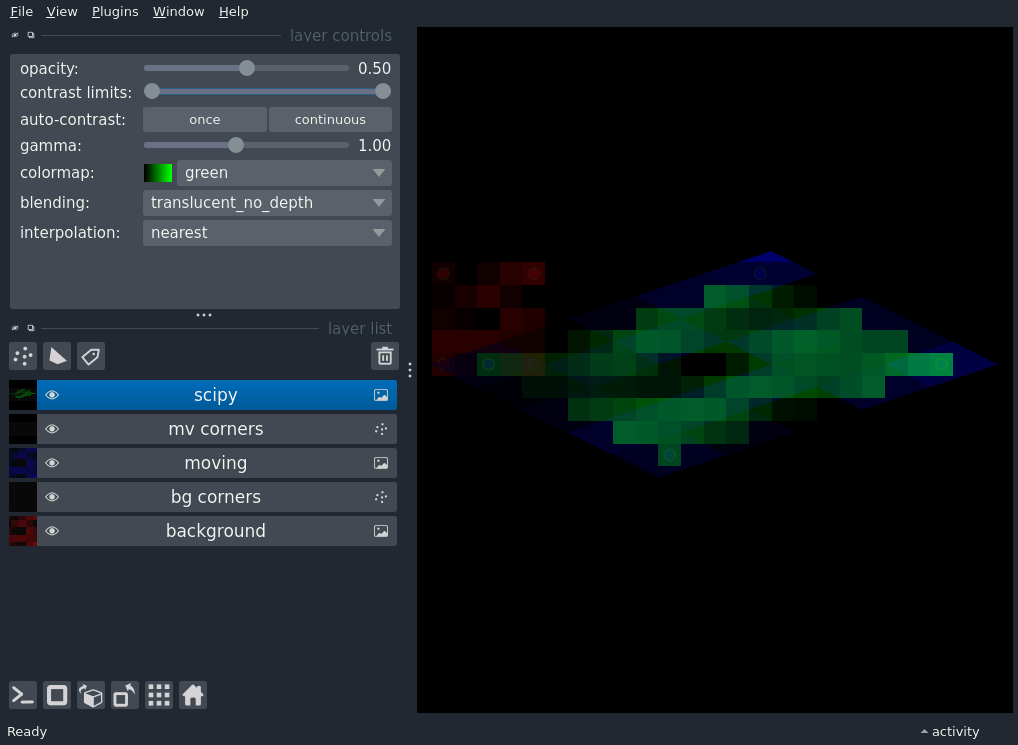 File View Plugins Window Help
layer controls
opacity: 0.50
contrast limits:
auto-contrast: once continuous
gamma: 1.00
colormap: green
blending: translucent_no_depth
interpolation: nearest
layer list
scipy
mv corners
moving
bg corners
background
Ready
activity